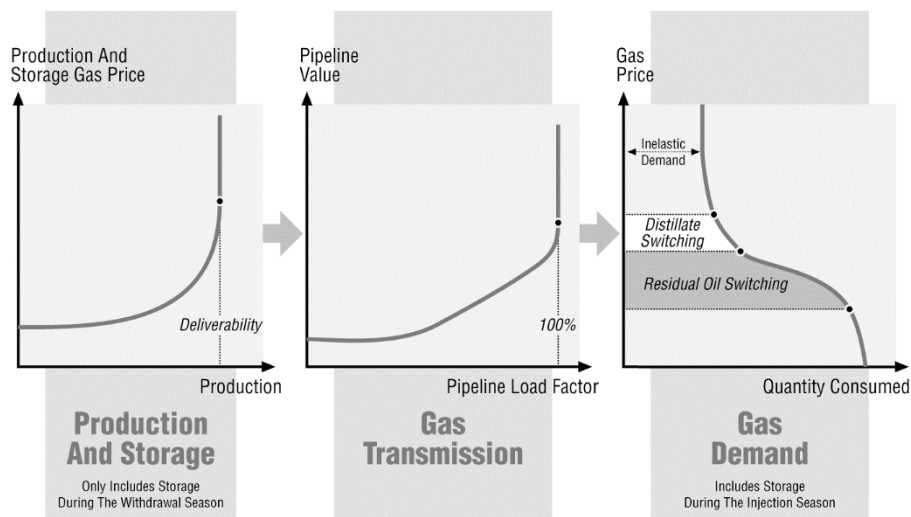 Production And
Storage Gas Price
Deliverability
Production
Production
And Storage
Only Includes Storage
During The Withdrawal Season
Pipeline
Value
100%
Pipeline Load Factor
Gas
Transmission
Gas
Price
Inelastic
Demand
Distillate
Switching
Residual Oil Switching
Quantity Consumed
Gas
Demand
Includes Storage
During The Injection Season